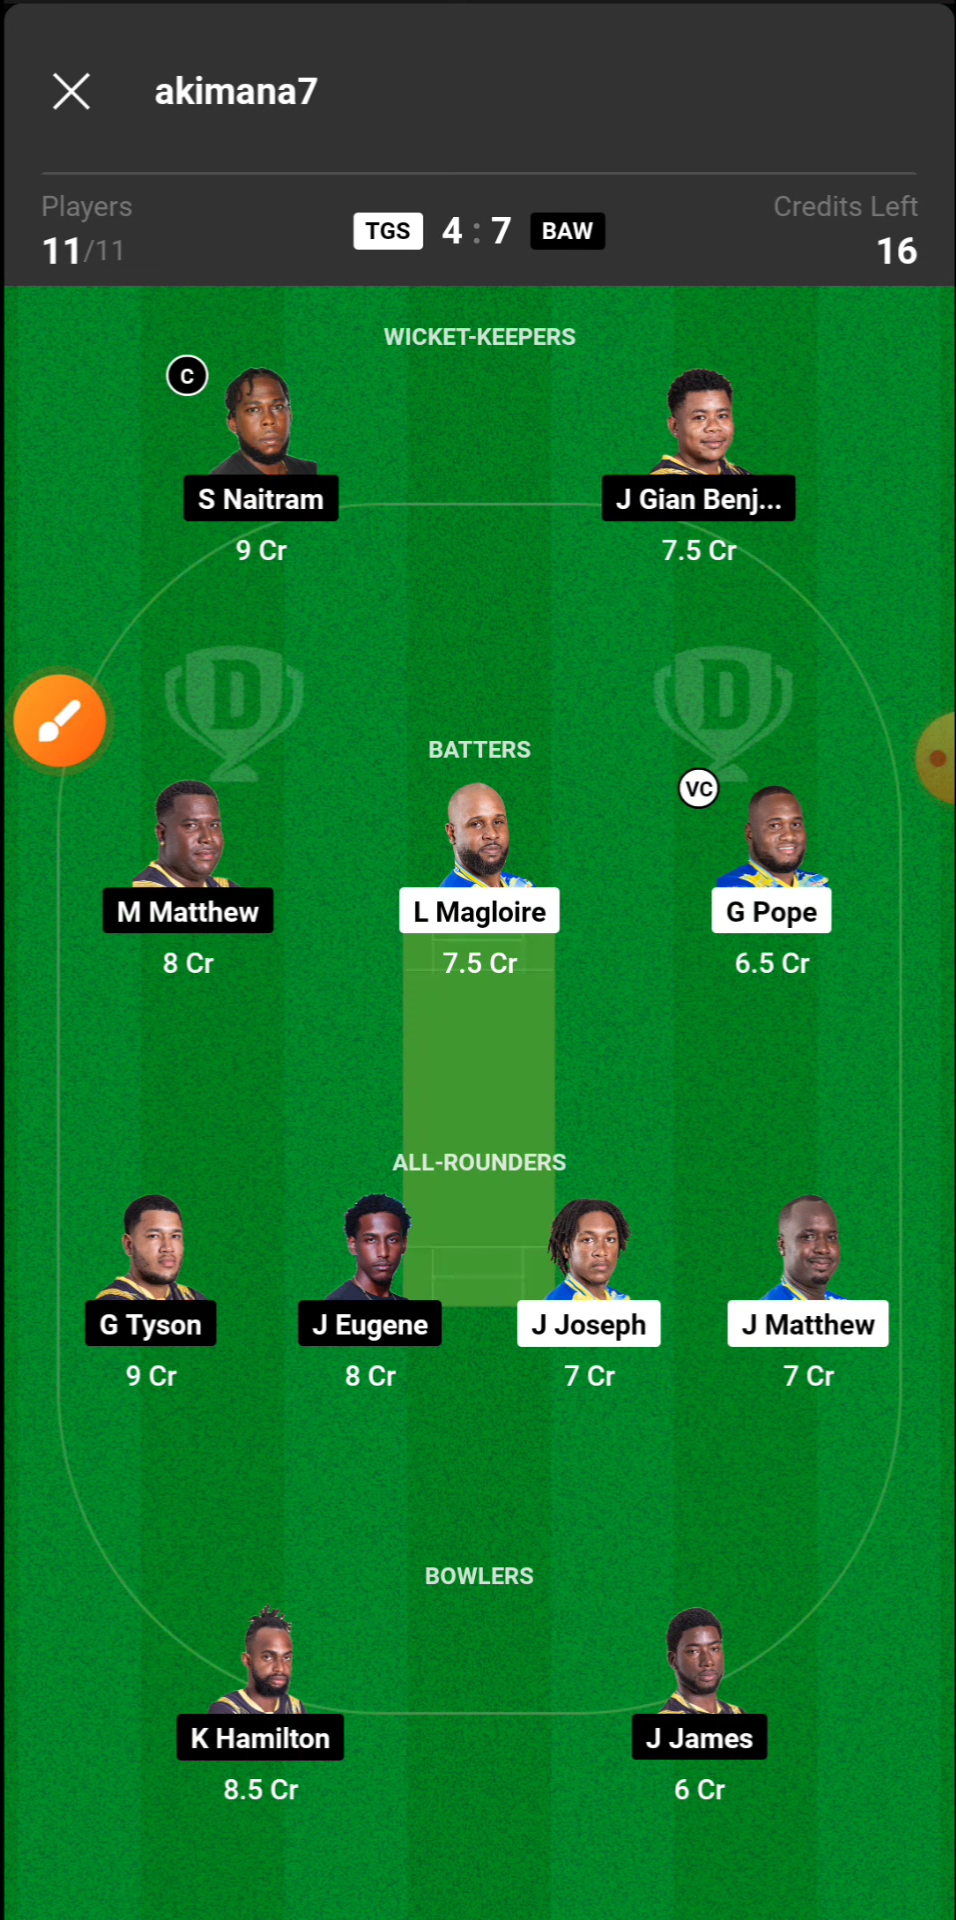 akimana7
Players
11/11
TGS 4 : 7 BAW
Credits Left
16
WICKET-KEEPERS
C
S Naitram
9 Cr
J Gian Benj...
7.5 Cr
D
D
BATTERS
M Matthew
8 Cr
L Magloire
7.5 Cr
VC
G Pope
6.5 Cr
ALL-ROUNDERS
G Tyson
9 Cr
J Eugene
8 Cr
J Joseph
7 Cr
J Matthew
7 Cr
BOWLERS
K Hamilton
8.5 Cr
J James
6 Cr